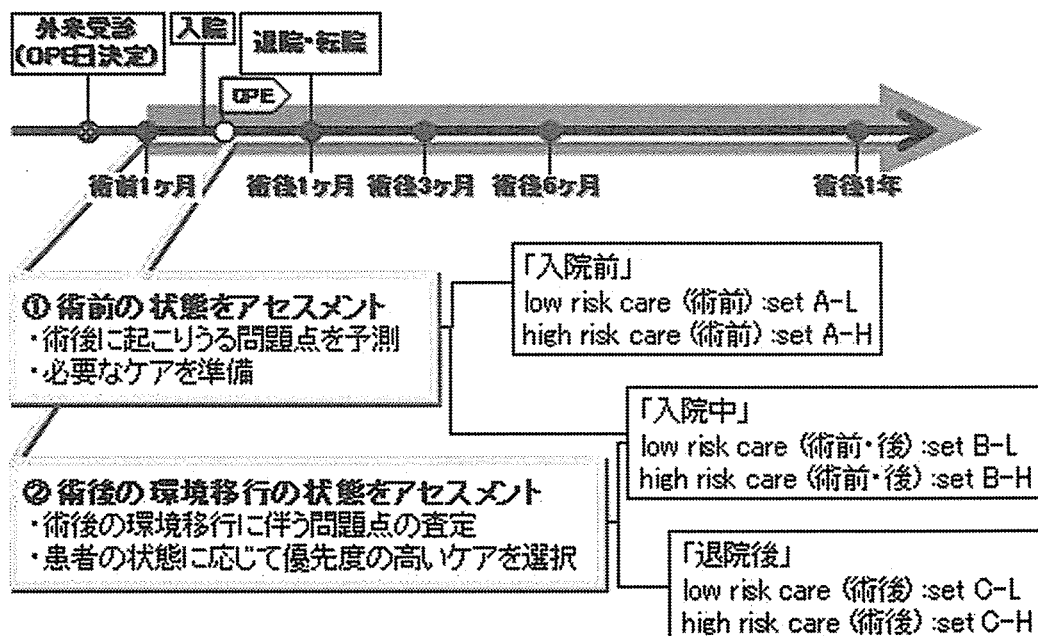 外来受診
(OPE日決定)
入院
退院・転院
OPE
術前1ヶ月
術後1ヶ月
術後3ヶ月
術後6ヶ月
術後1年
① 術前の状態をアセスメント
・術後に起こりうる問題点を予測
・必要なケアを準備
「入院前」
low risk care (術前) :set A-L
high risk care (術前) :set A-H
「入院中」
low risk care (術前・後) :set B-L
high risk care (術前・後) :set B-H
② 術後の環境移行の状態をアセスメント
・術後の環境移行に伴う問題点の査定
・患者の状態に応じて優先度の高いケアを選択
「退院後」
low risk care (術後) :set C-L
high risk care (術後) :set C-H